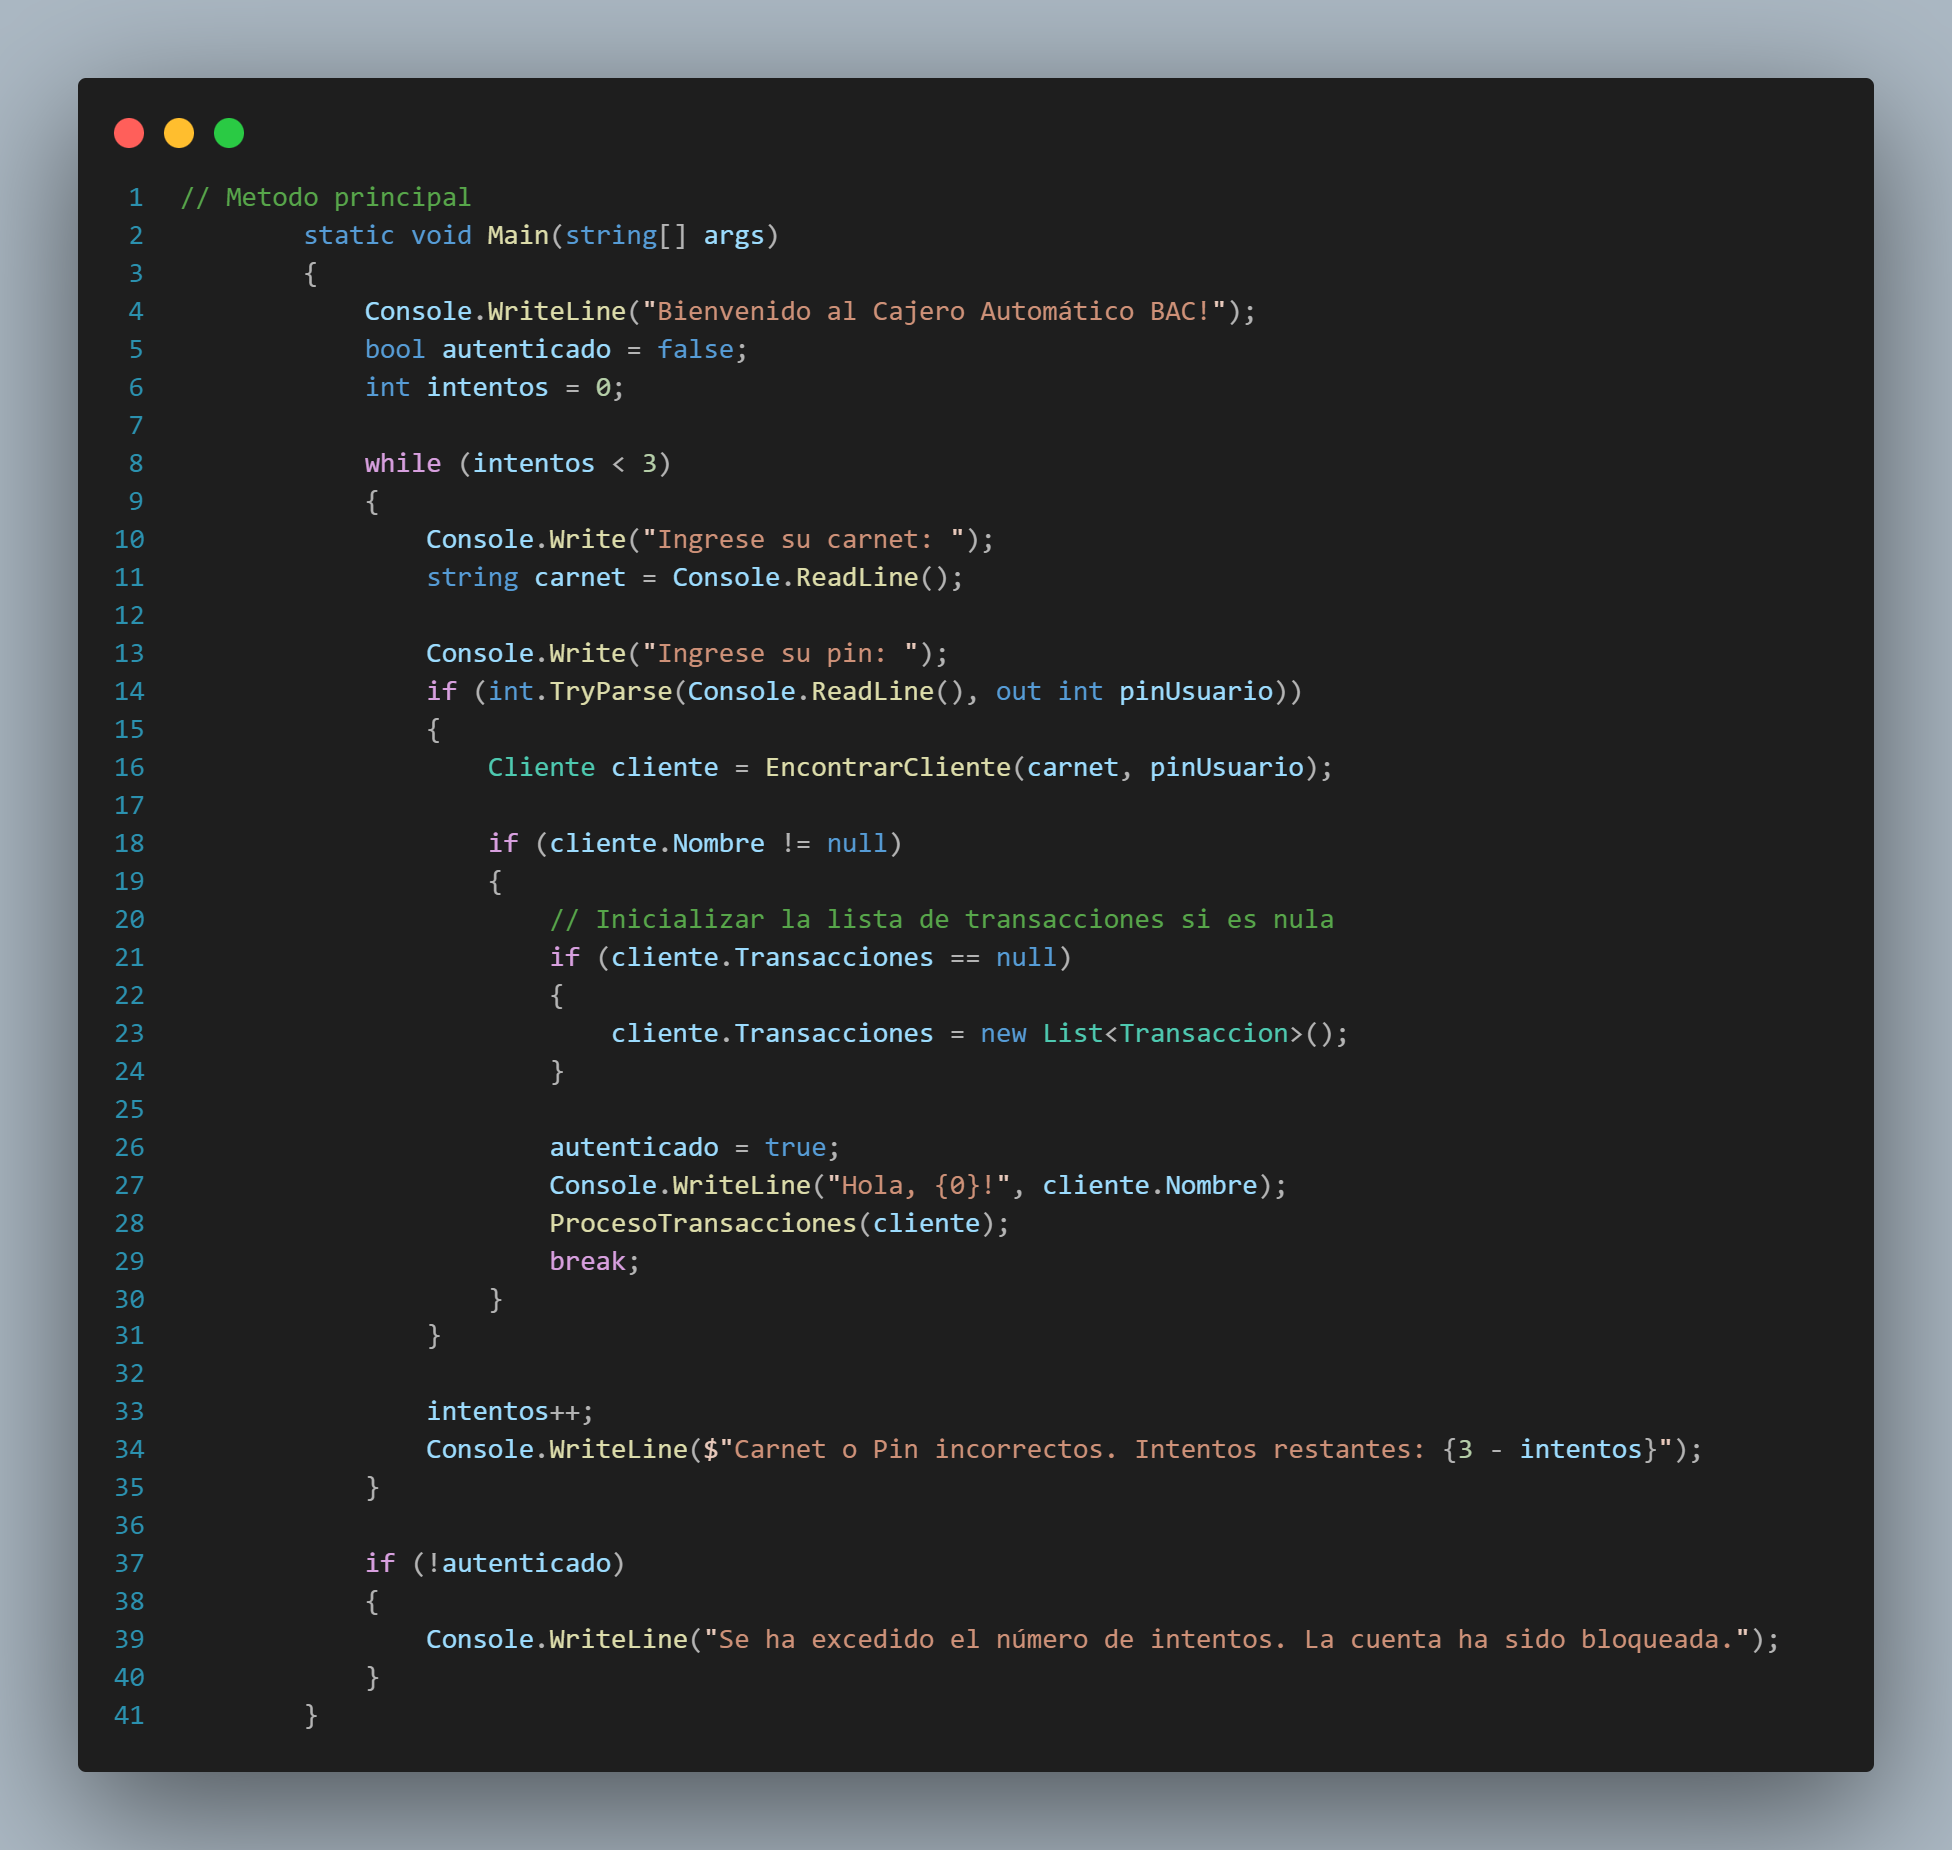 1 // Metodo principal
2         static void Main(string[] args)
3         {
4             Console.WriteLine("Bienvenido al Cajero Automático BAC!");
5             bool autenticado = false;
6             int intentos = 0;
7
8             while (intentos < 3)
9             {
10                 Console.Write("Ingrese su carnet: ");
11                 string carnet = Console.ReadLine();
12
13                 Console.Write("Ingrese su pin: ");
14                 if (int.TryParse(Console.ReadLine(), out int pinUsuario))
15                 {
16                     Cliente cliente = EncontrarCliente(carnet, pinUsuario);
17
18                     if (cliente.Nombre != null)
19                     {
20                         // Inicializar la lista de transacciones si es nula
21                         if (cliente.Transacciones == null)
22                         {
23                             cliente.Transacciones = new List<Transaccion>();
24                         }
25
26                         autenticado = true;
27                         Console.WriteLine("Hola, {0}!", cliente.Nombre);
28                         ProcesoTransacciones(cliente);
29                         break;
30                     }
31                 }
32
33                 intentos++;
34                 Console.WriteLine($"Carnet o Pin incorrectos. Intentos restantes: {3 - intentos}");
35             }
36
37             if (!autenticado)
38             {
39                 Console.WriteLine("Se ha excedido el número de intentos. La cuenta ha sido bloqueada.");
40             }
41         }